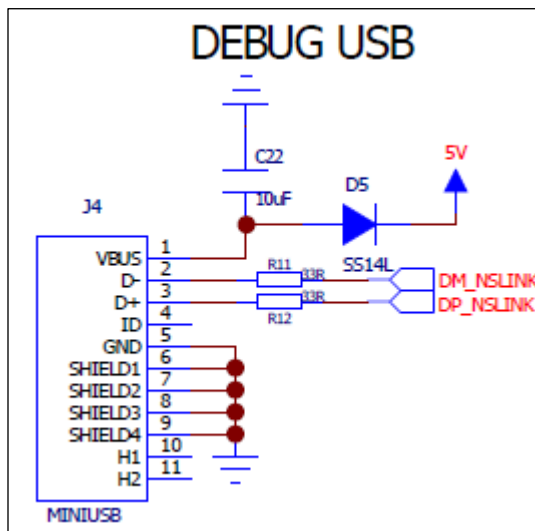 DEBUG USB
C22
10uF
5V
D5
SS14L
J4
VBUS 1
D- 2
D+ 3
ID 4
GND 5
SHIELD1 6
SHIELD2 7
SHIELD3 8
SHIELD4 9
H1 10
H2 11
MINIUSB
R11 33R
R12 33R
DM_NSLINK
DP_NSLINK